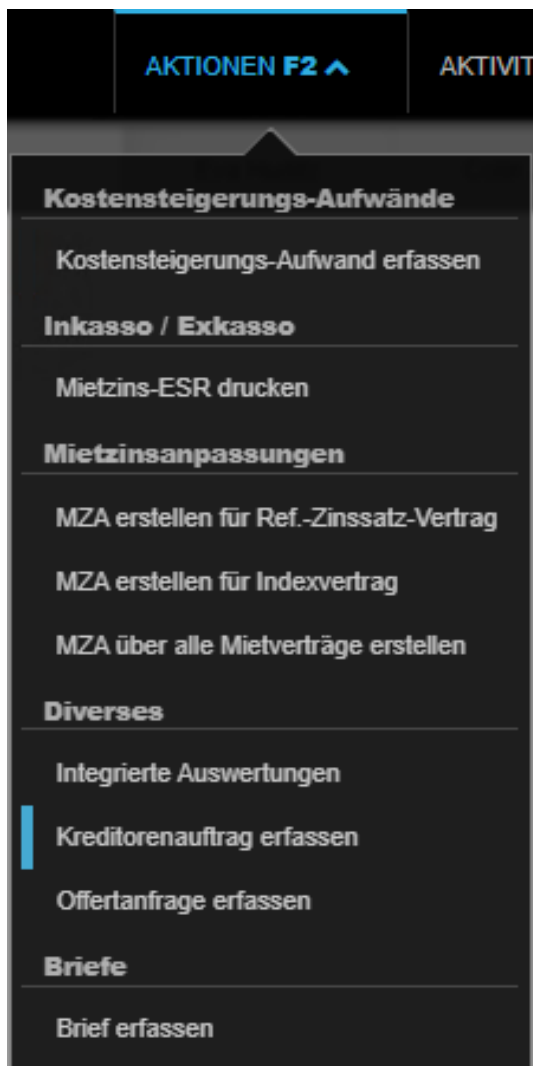 AKTIONEN F2
AKTIVIT
Kostensteigerungs-Aufwände
Kostensteigerungs-Aufwand erfassen
Inkasso / Exkasso
Mietzins-ESR drucken
Mietzinsanpassungen
MZA erstellen für Ref.-Zinssatz-Vertrag
MZA erstellen für Indexvertrag
MZA über alle Mietverträge erstellen
Diverses
Integrierte Auswertungen
Kreditorenauftrag erfassen
Offertanfrage erfassen
Briefe
Brief erfassen